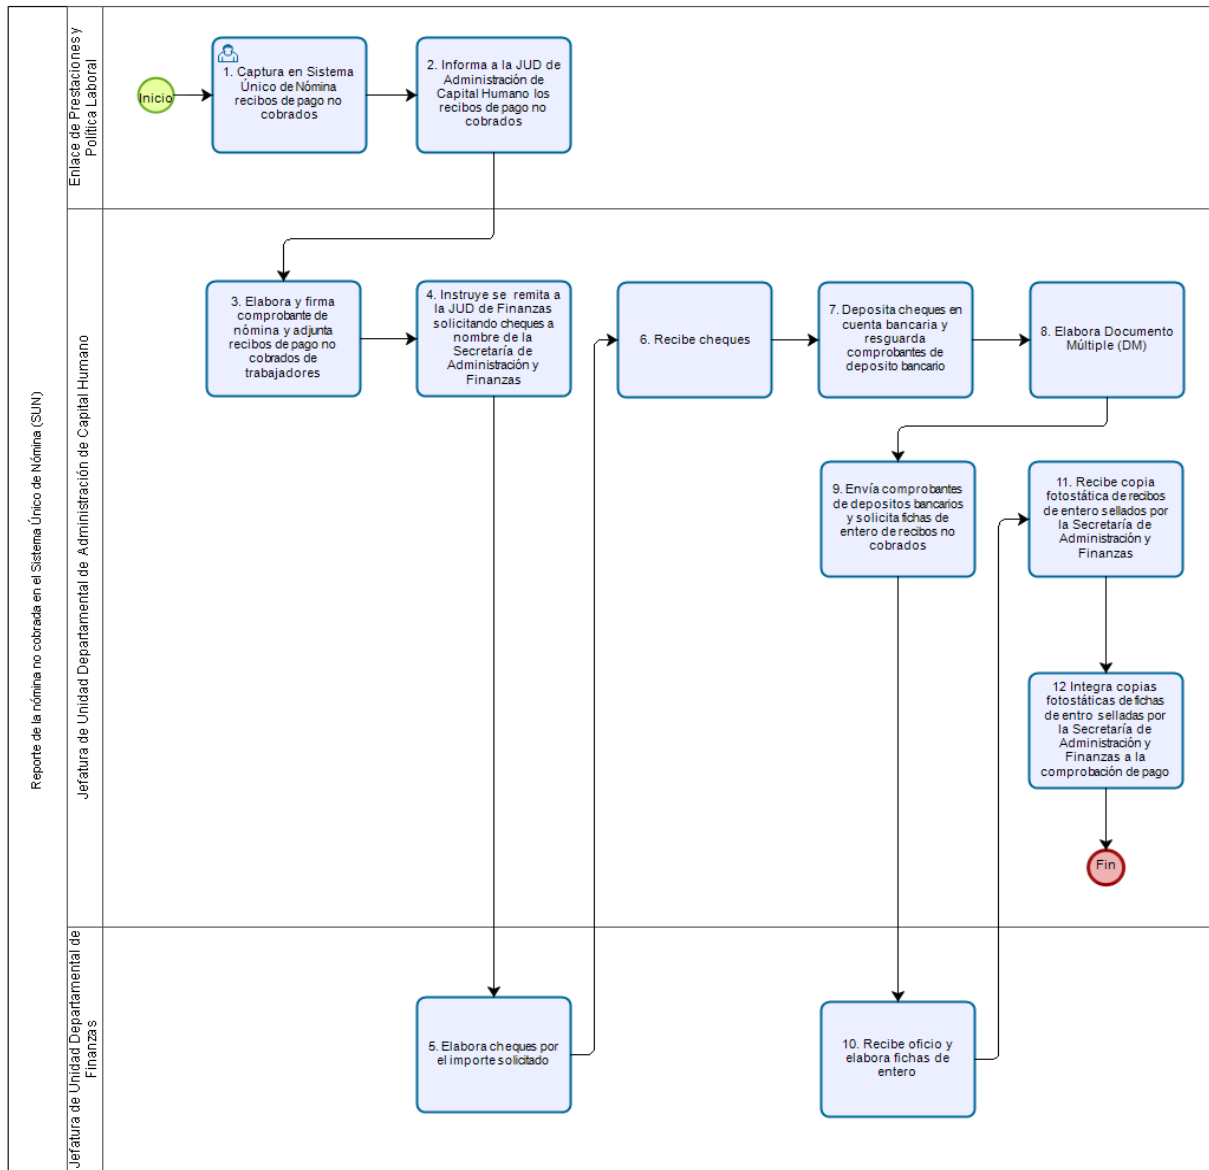 Reporte de la nómina no cobrada en el Sistema Único de Nómina (SUN)
Enlace de Prestaciones y
Política Laboral
Inicio
1. Captura en Sistema
Único de Nómina
recibos de pago no
cobrados
2. Informa a la JUD de
Administración de
Capital Humano los
recibos de pago no
cobrados
Jefatura de Unidad Departamental de Administración de Capital Humano
3. Elabora y firma
comprobante de
nómina y adjunta
recibos de pago no
cobrados de
trabajadores
4. Instruye se remita a
la JUD de Finanzas
solicitando cheques a
nombre de la
Secretaría de
Administración y
Finanzas
6. Recibe cheques
7. Deposita cheques en
cuenta bancaria y
resguarda
comprobantes de
deposito bancario
8. Elabora Documento
Múltiple (DM)
9. Envía comprobantes
de depositos bancarios
y solicita fichas de
entero de recibos no
cobrados
11. Recibe copia
fotostática de recibos
de entero sellados por
la Secretaría de
Administración y
Finanzas
12 Integra copias
fotostáticas de fichas
de entro selladas por
la Secretaría de
Administración y
Finanzas a la
comprobación de pago
Fin
Jefatura de Unidad Departamental de
Finanzas
5. Elabora cheques por
el importe solicitado
10. Recibe oficio y
elabora fichas de
entero